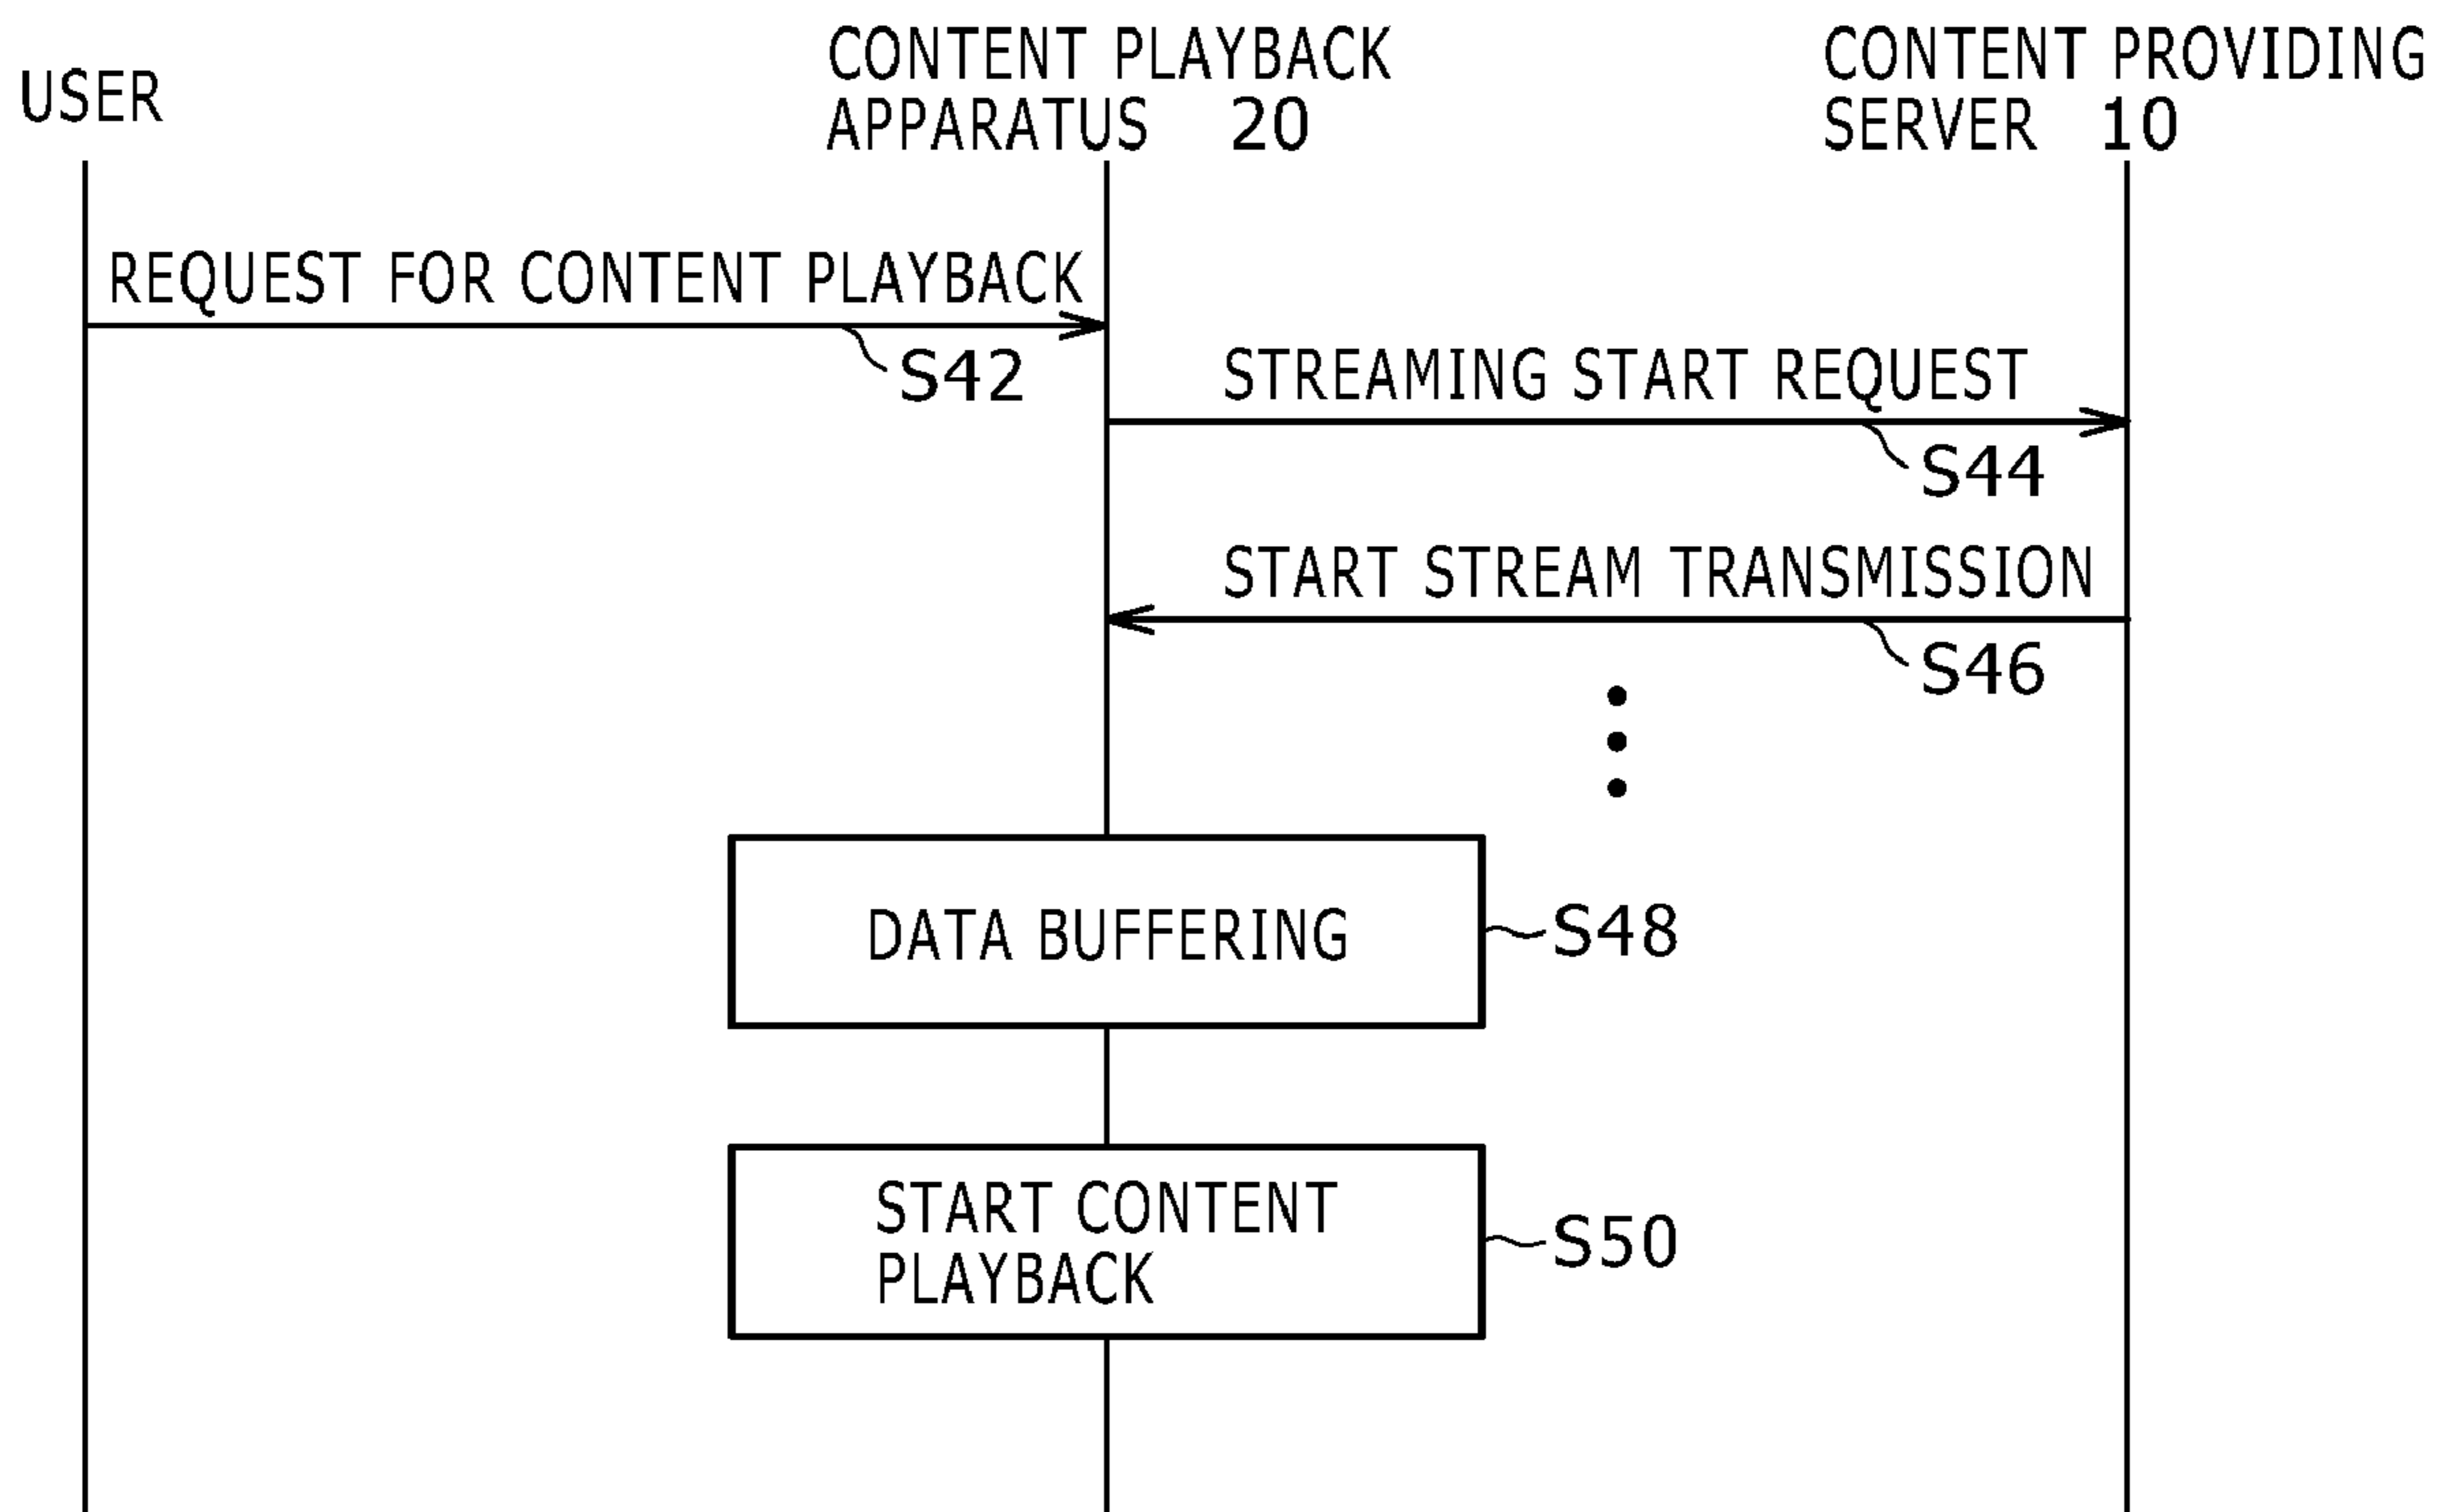 USER
CONTENT PLAYBACK
APPARATUS 20
CONTENT PROVIDING
SERVER 10
REQUEST FOR CONTENT PLAYBACK
S42
STREAMING START REQUEST
S44
START STREAM TRANSMISSION
S46
DATA BUFFERING
S48
START CONTENT
PLAYBACK
S50